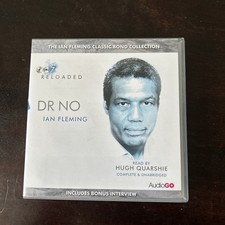 THE IAN FLEMING CLASSIC BOND COLLECTION
RELOADED
DR NO
IAN FLEMING
READ BY
HUGH QUARSHIE
COMPLETE & UNABRIDGED
AudioGO
INCLUDES BONUS INTERVIEW